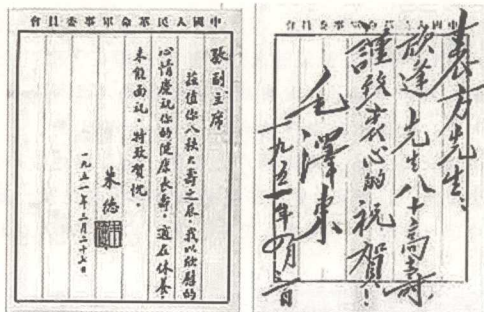 中國人民革命軍事委員會
張副主席
茲值你八秩大壽之辰，我以欣慰的
心情慶祝你的健康長壽。適在休養，
未能面祝，特致賀忱。
朱德
一九五一年三月二十七日
中國人民革命軍事委員會
表方先生：
欣逢先生八十高壽，
謹致衷心的祝賀！
毛澤東
一九五一年四月